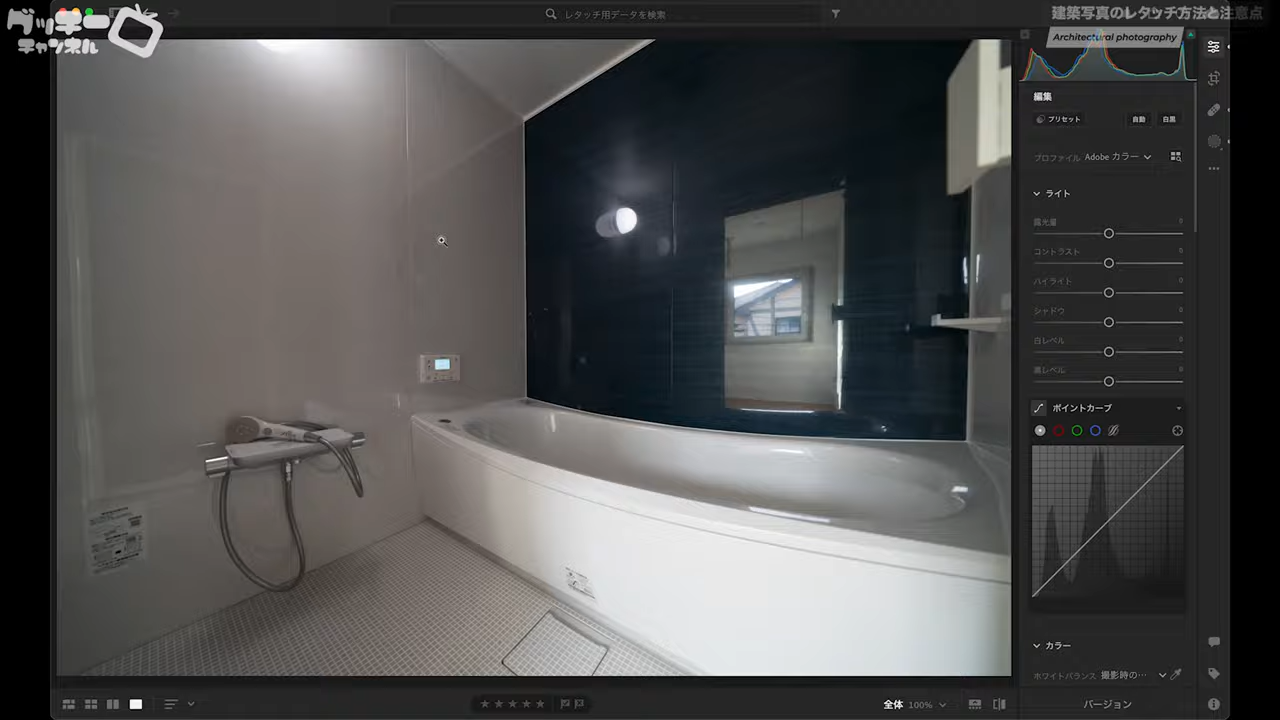 グッキー
チャンネル
レタッチ用データを検索
建築写真のレタッチ方法と注意点
Architectural photography
編集
プリセット
自動
白黒
プロファイル Adobe カラー
ライト
露光量 0
コントラスト 0
ハイライト 0
シャドウ 0
白レベル 0
黒レベル 0
ポイントカーブ
カラー
ホワイトバランス 撮影時の…
全体 100%
バージョン